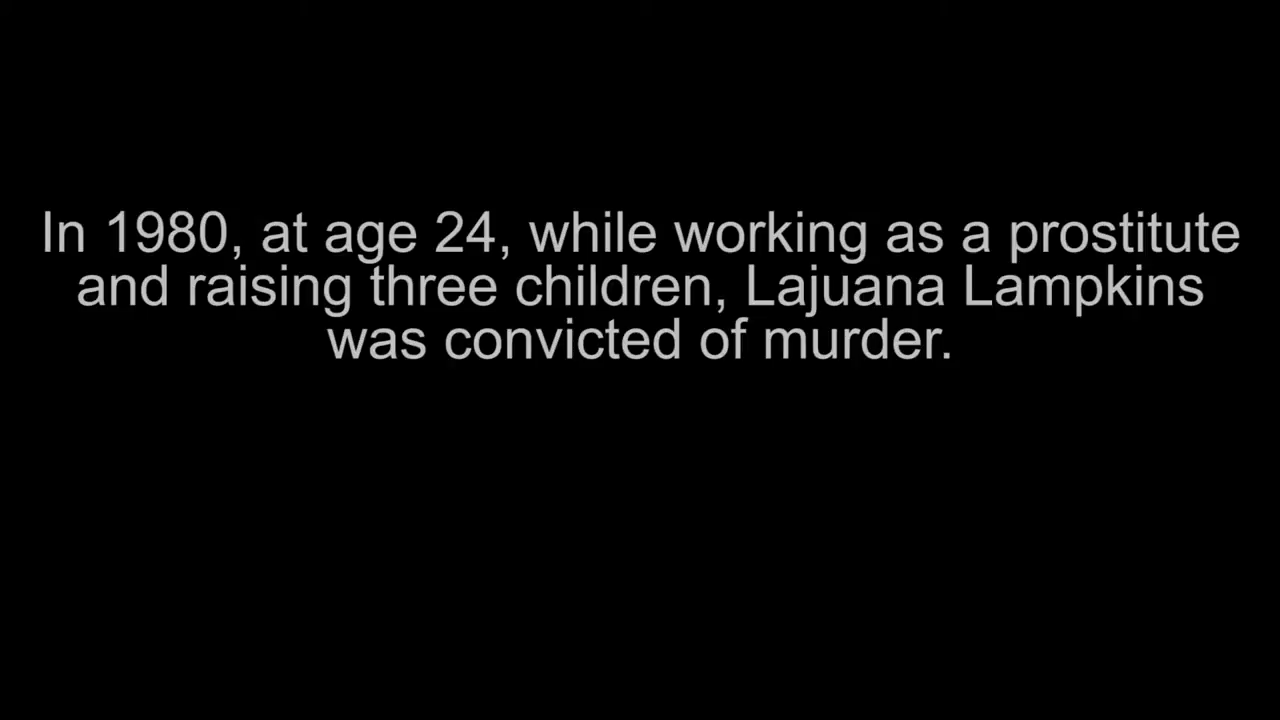 In 1980, at age 24, while working as a prostitute
and raising three children, Lajuana Lampkins
was convicted of murder.